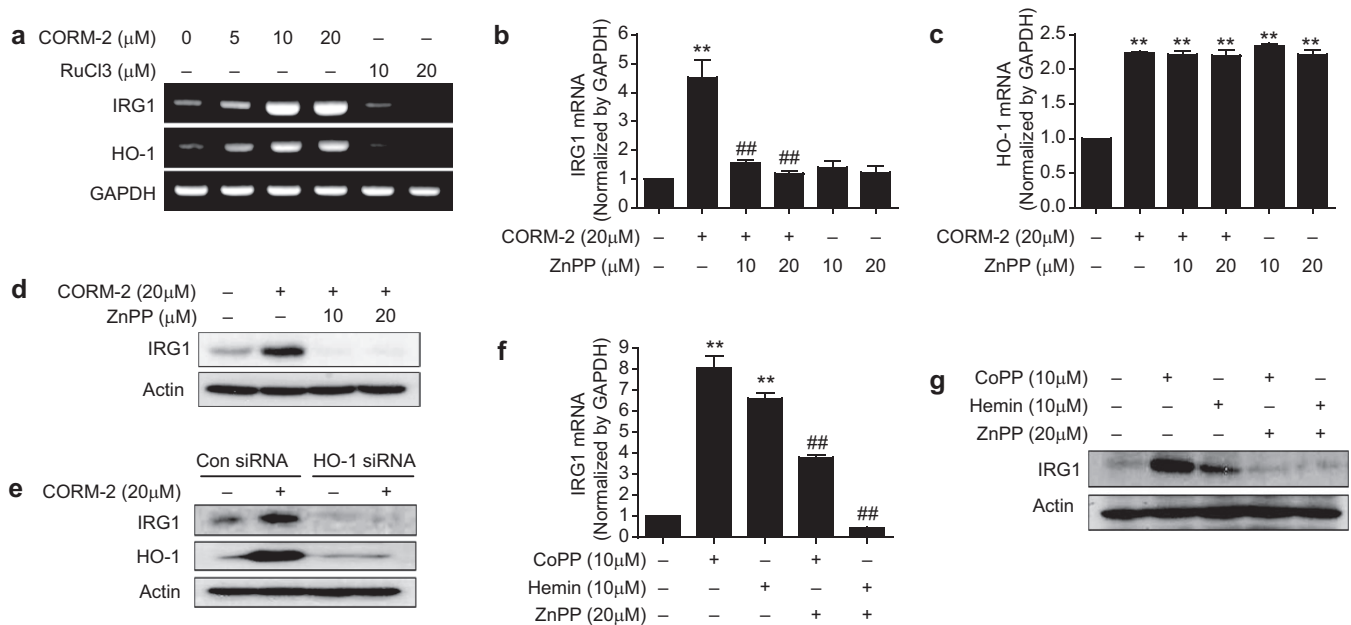 a
CORM-2 (μM) 0 5 10 20 – –
RuCl3 (μM) – – – – 10 20
IRG1
HO-1
GAPDH
b
IRG1 mRNA
(Normalized by GAPDH)
6
5
4
3
2
1
0
**
##
##
CORM-2 (20μM) – + + + – –
ZnPP (μM) – – 10 20 10 20
c
HO-1 mRNA
(Normalized by GAPDH)
2.5
2.0
1.5
1.0
0.5
0.0
** ** ** ** **
CORM-2 (20μM) – + + + – –
ZnPP (μM) – – 10 20 10 20
d
CORM-2 (20μM) – + + +
ZnPP (μM) – – 10 20
IRG1
Actin
e
Con siRNA HO-1 siRNA
CORM-2 (20μM) – + – +
IRG1
HO-1
Actin
f
IRG1 mRNA
(Normalized by GAPDH)
9
8
7
6
5
4
3
2
1
0
**
**
##
##
CoPP (10μM) – + – + –
Hemin (10μM) – – + – +
ZnPP (20μM) – – – + +
g
CoPP (10μM) – + – + –
Hemin (10μM) – – + – +
ZnPP (20μM) – – – + +
IRG1
Actin